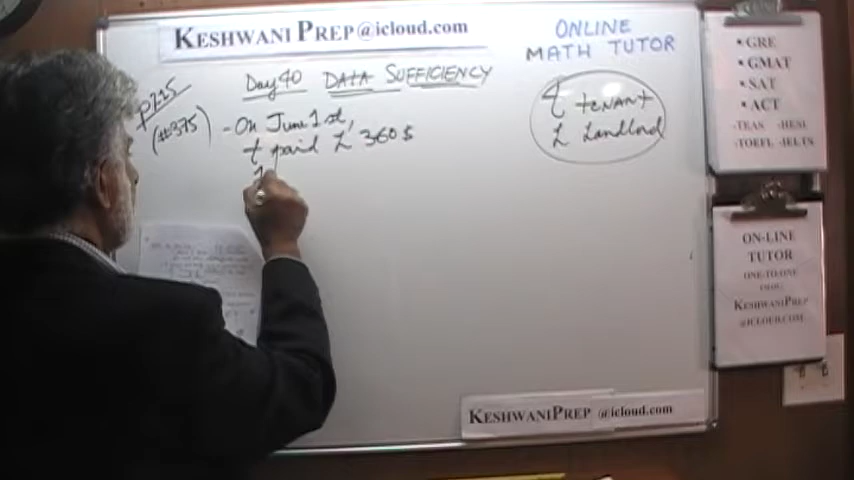 KESHWANI PREP@icloud.com
ONLINE
MATH TUTOR
Day 40 DATA SUFFICIENCY
P215
(#375)
- On June 1st,
t paid L 360$
t tenant
L Landlord
• GRE
• GMAT
• SAT
• ACT
-TEAS -HESI
-TOEFL -IELTS
ON-LINE
TUTOR
ONE-TO-ONE
KESHWANIPREP
@ICLOUD.COM
KESHWANIPREP @icloud.com